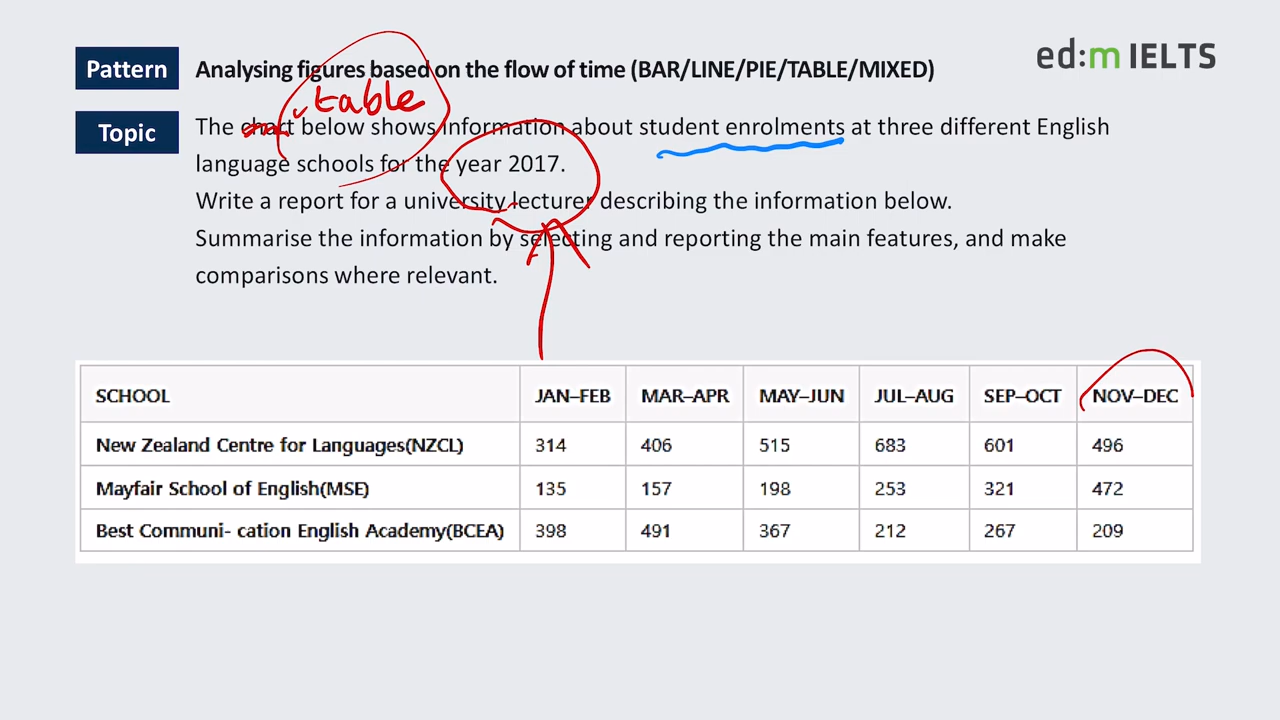 ed:m IELTS
Pattern
Analysing figures based on the flow of time (BAR/LINE/PIE/TABLE/MIXED)
table
Topic
The chart below shows information about student enrolments at three different English
language schools for the year 2017.
Write a report for a university lecturer describing the information below.
Summarise the information by selecting and reporting the main features, and make
comparisons where relevant.
SCHOOL JAN–FEB MAR–APR MAY–JUN JUL–AUG SEP–OCT NOV–DEC
New Zealand Centre for Languages(NZCL) 314 406 515 683 601 496
Mayfair School of English(MSE) 135 157 198 253 321 472
Best Communi- cation English Academy(BCEA) 398 491 367 212 267 209